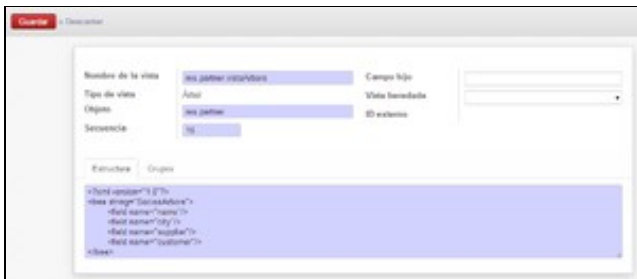 Guardar o Descartar
Nombre de la vista
res.partner.vistaArbore
Campo hijo
Tipo de vista
Árbol
Vista heredada
Objeto
res.partner
ID externo
Secuencia
16
Estructura
Grupos
<?xml version="1.0"?>
<tree string="SociosArbore">
<field name="name"/>
<field name="city"/>
<field name="supplier"/>
<field name="customer"/>
</tree>